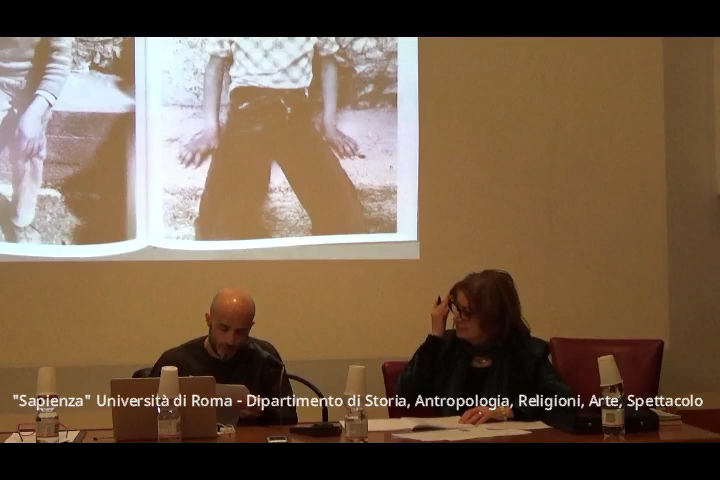 "Sapienza" Università di Roma - Dipartimento di Storia, Antropologia, Religioni, Arte, Spettacolo